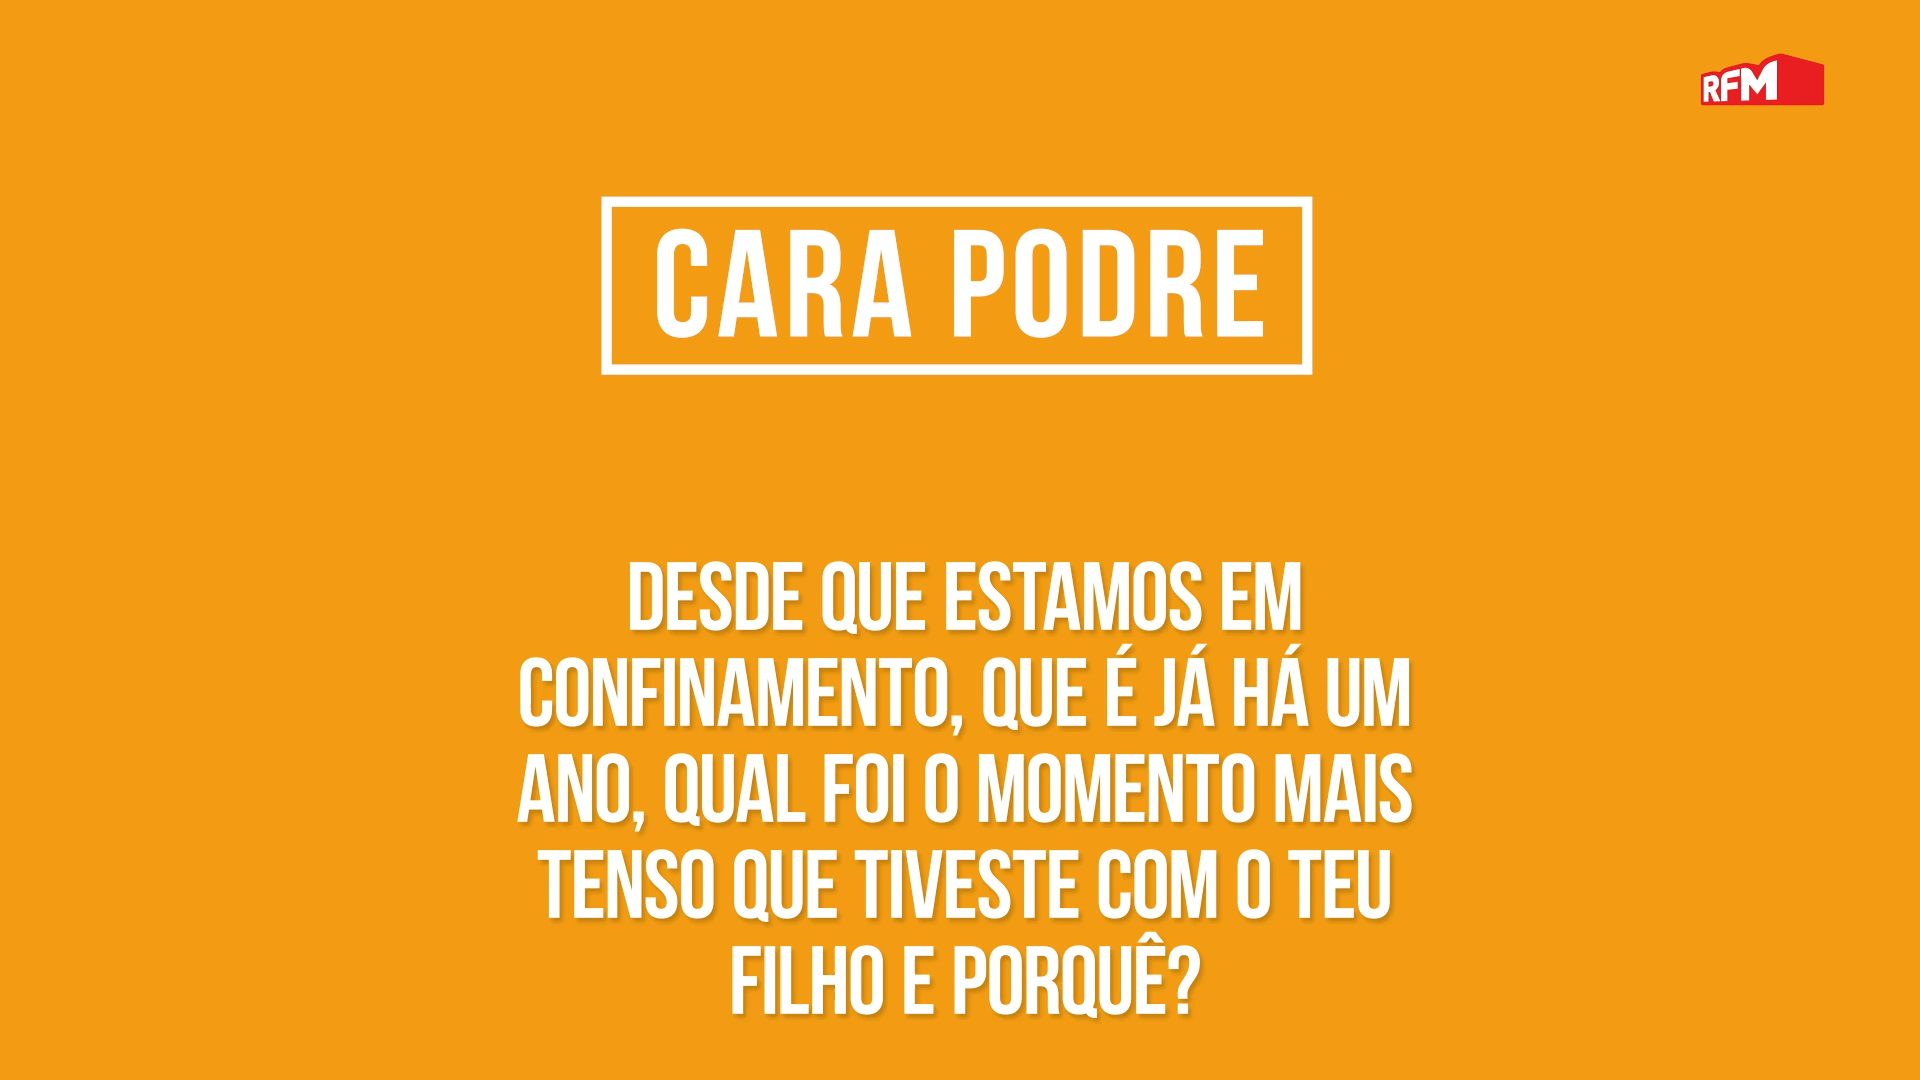 RFM
CARA PODRE
DESDE QUE ESTAMOS EM
CONFINAMENTO, QUE É JÁ HÁ UM
ANO, QUAL FOI O MOMENTO MAIS
TENSO QUE TIVESTE COM O TEU
FILHO E PORQUÊ?